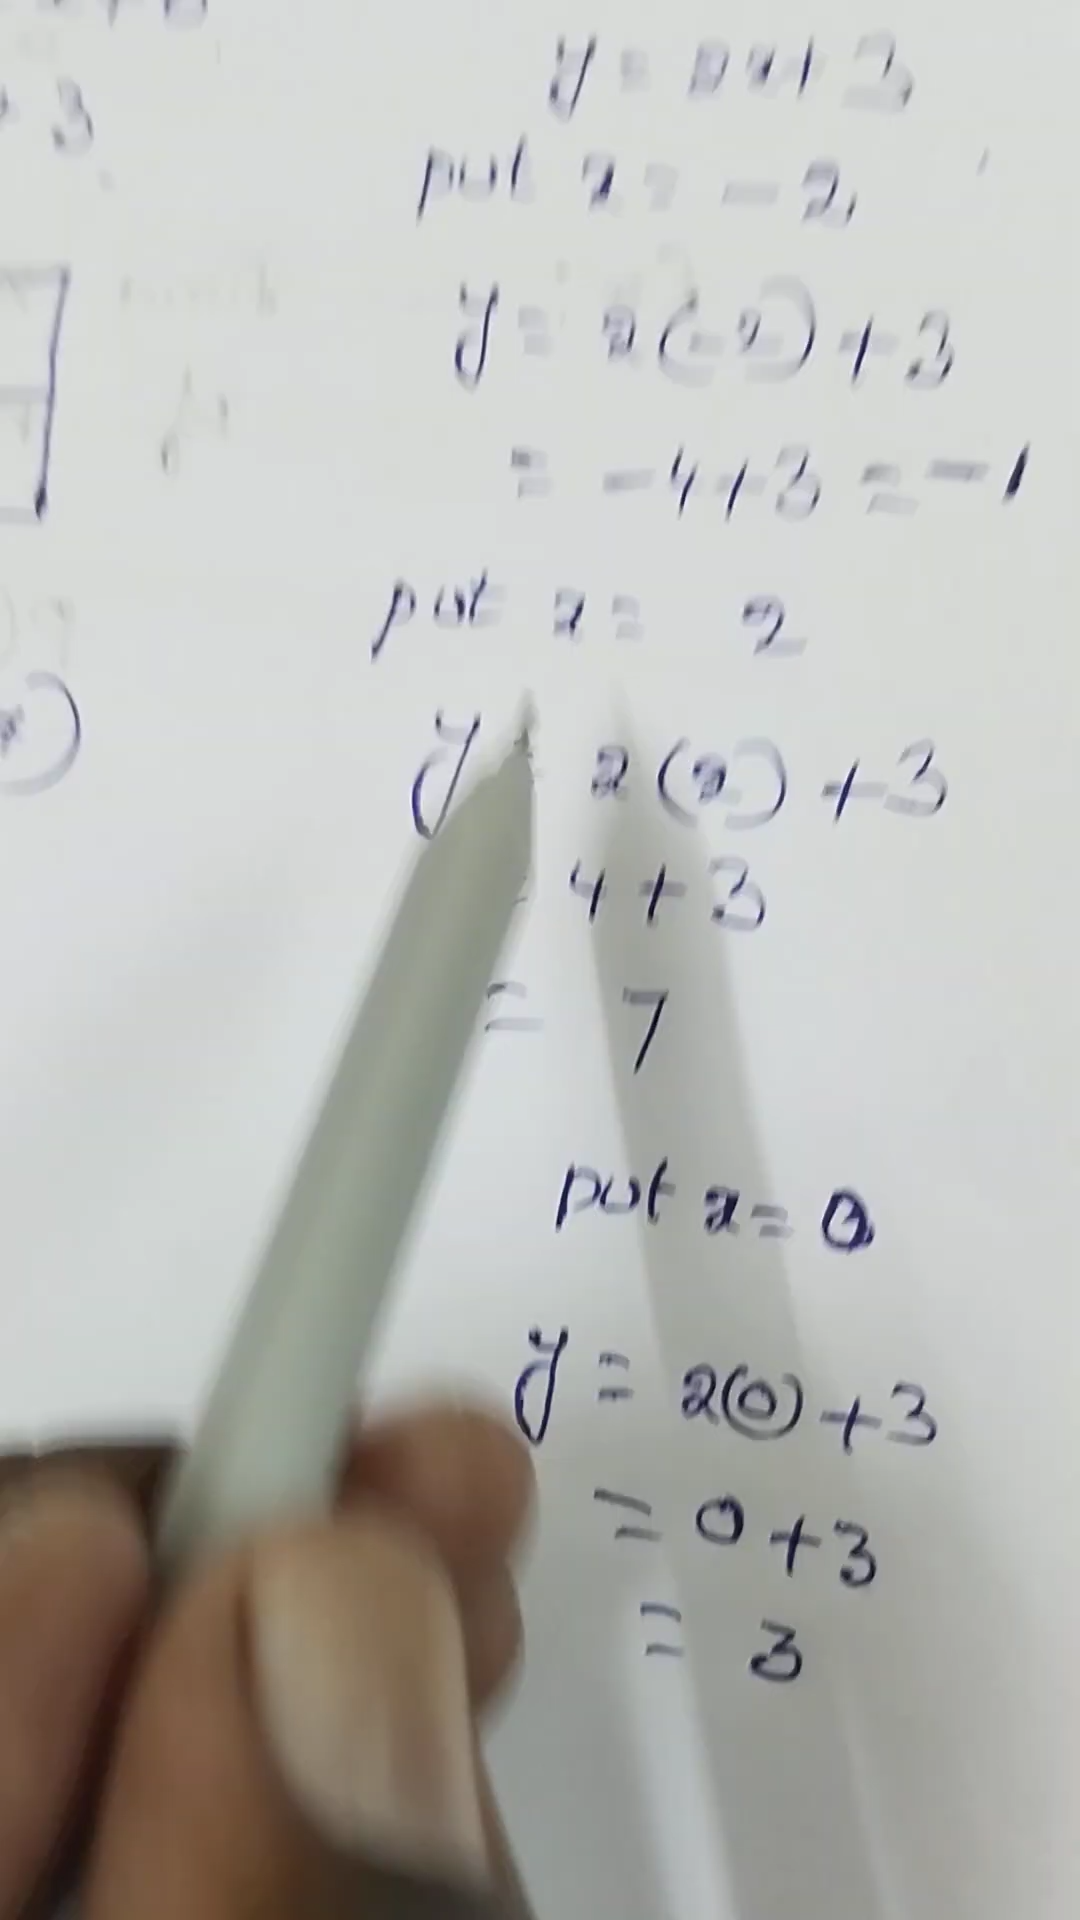 + 3
y = 2x + 3
put x = - 2
y = 2(-2) + 3
= -4+3 = -1
put x = 2
y = 2(2) + 3
= 4 + 3
= 7
put x = 0
y = 2(0) + 3
= 0 + 3
= 3